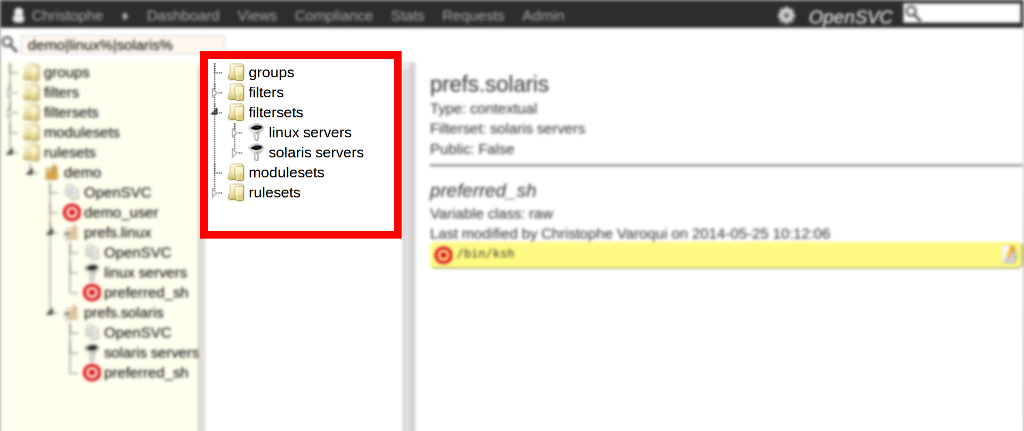 Christophe Dashboard Views Compliance Stats Requests Admin OpenSVC
demo|linux%|solaris%
groups
filters
filtersets
modulesets
rulesets
demo
OpenSVC
demo_user
prefs.linux
OpenSVC
linux servers
preferred_sh
prefs.solaris
OpenSVC
solaris servers
preferred_sh
groups
filters
filtersets
linux servers
solaris servers
modulesets
rulesets
prefs.solaris
Type: contextual
Filterset: solaris servers
Public: False
preferred_sh
Variable class: raw
Last modified by Christophe Varoqui on 2014-05-25 10:12:06
/bin/ksh